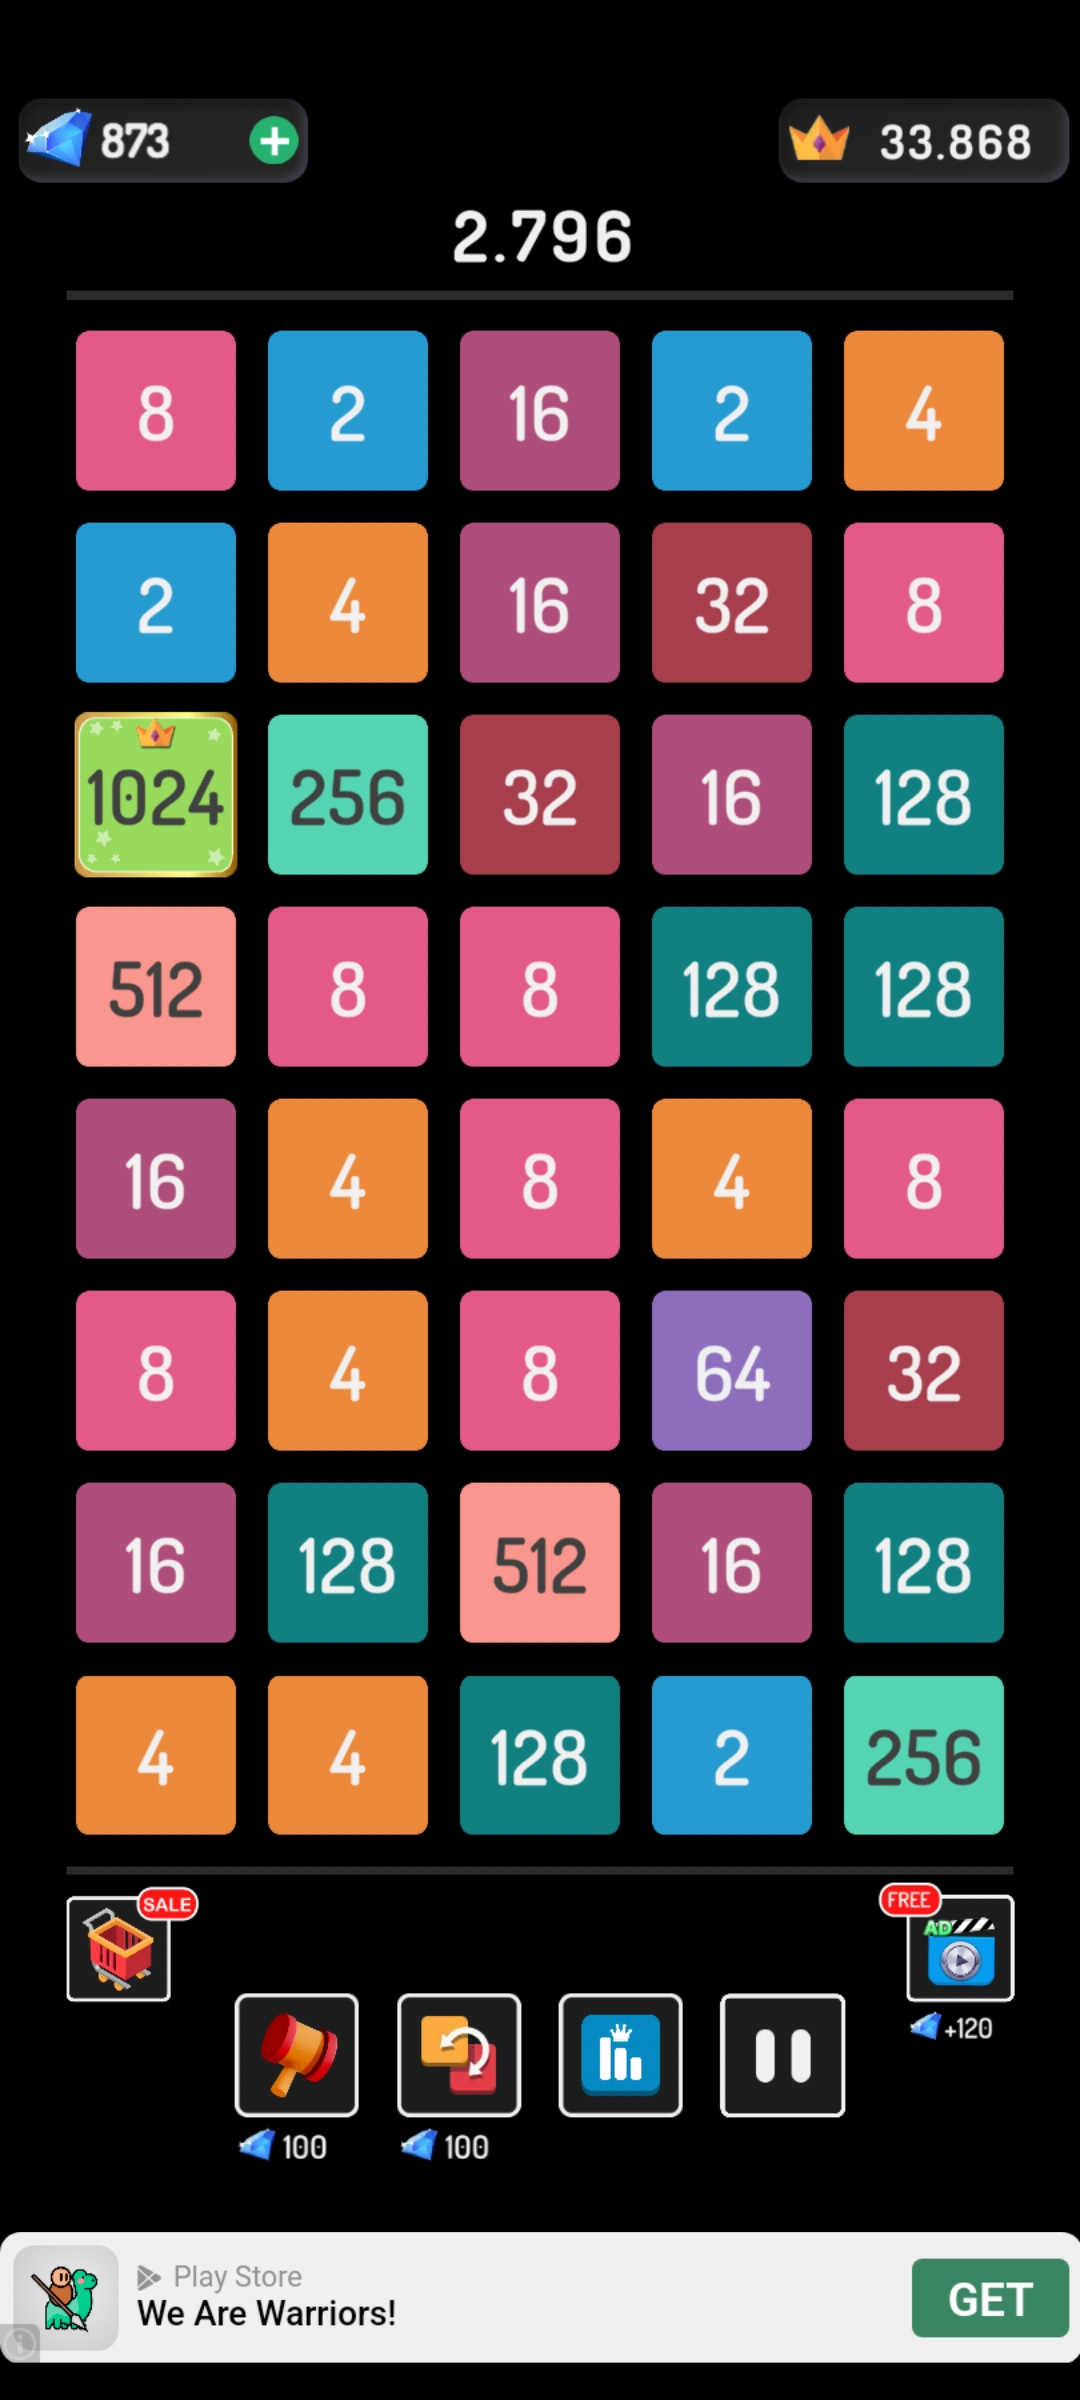 873
33.868
2.796
8 2 16 2 4
2 4 16 32 8
1024 256 32 16 128
512 8 8 128 128
16 4 8 4 8
8 4 8 64 32
16 128 512 16 128
4 4 128 2 256
SALE
FREE
AD
+120
100 100
Play Store
We Are Warriors!
GET